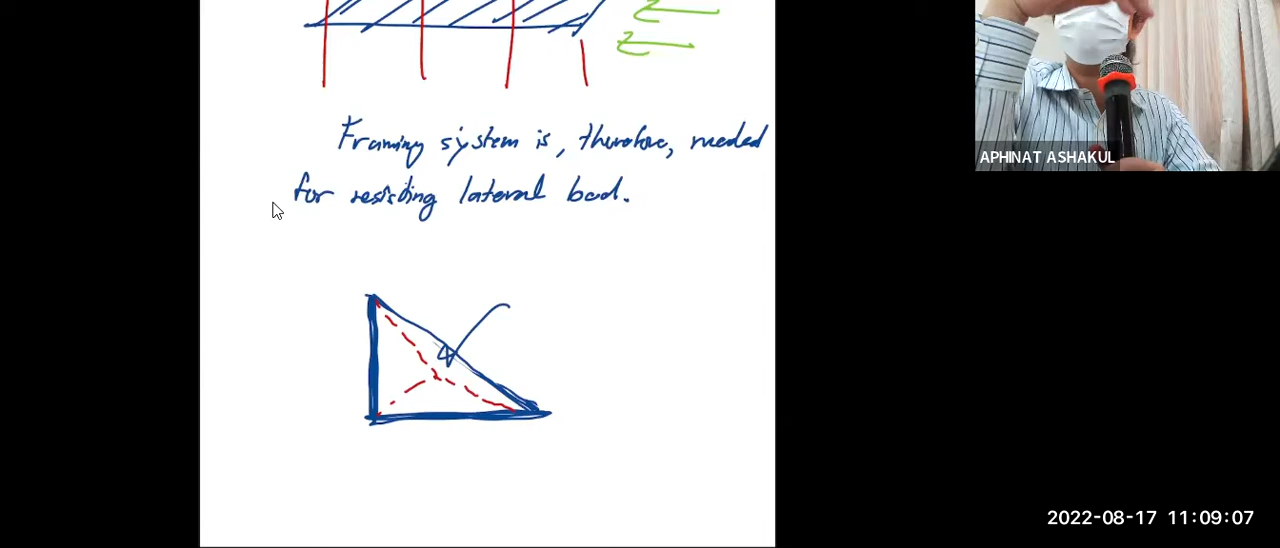 Framing system is, therefore, needed
for resisting lateral load.
APHINAT ASHAKUL
2022-08-17 11:09:07